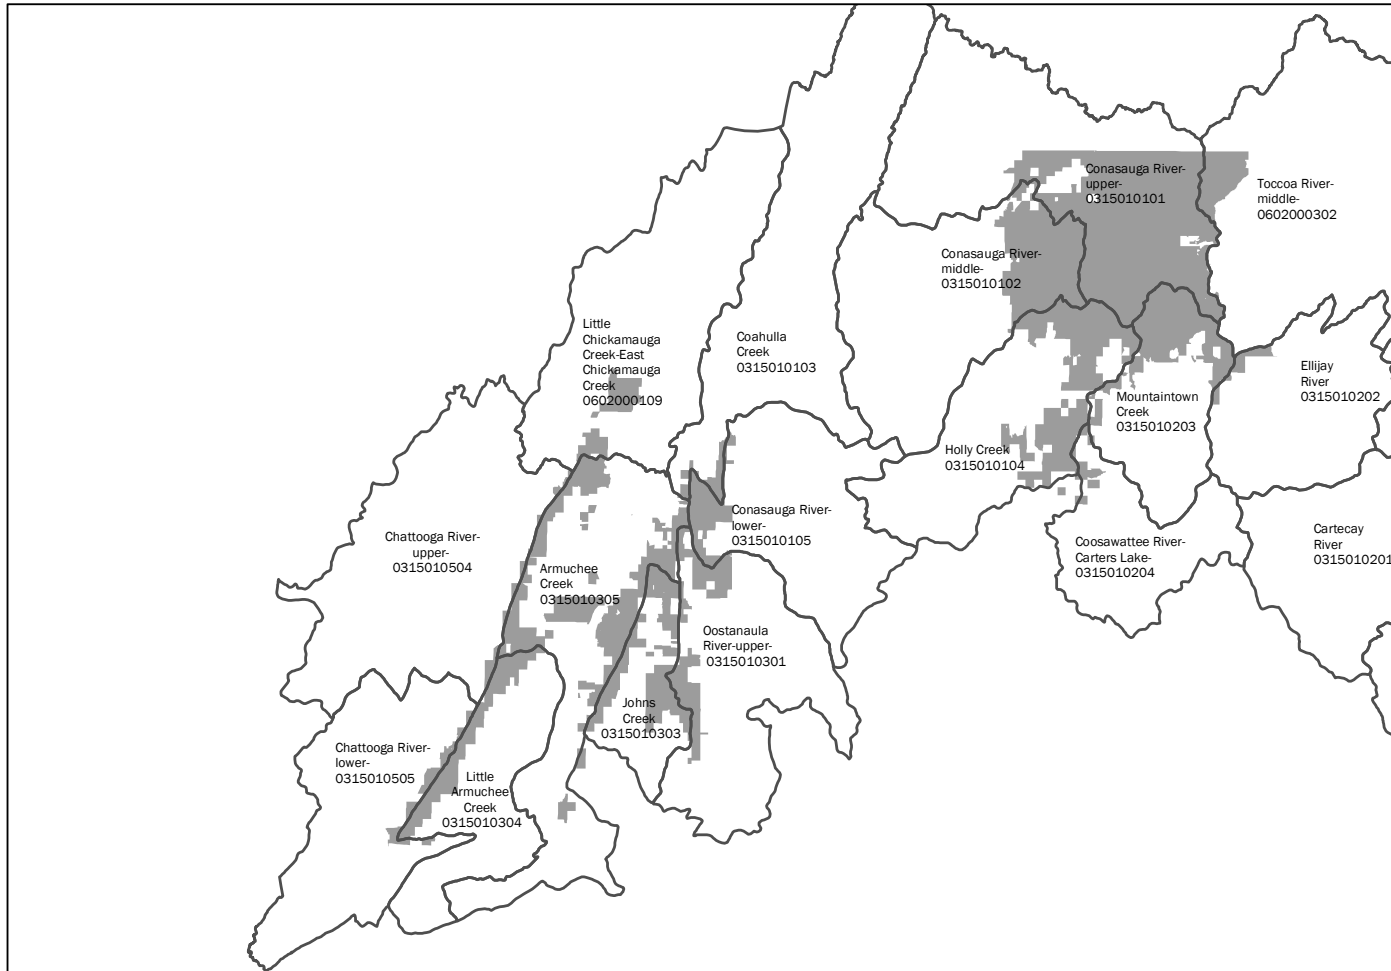 Conasauga River-
upper-
0315010101
Toccoa River-
middle-
0602000302
Conasauga River-
middle-
0315010102
Little
Chickamauga
Creek-East
Chickamauga
Creek
0602000109
Coahulla
Creek
0315010103
Ellijay
River
0315010202
Mountaintown
Creek
0315010203
Holly Creek
0315010104
Conasauga River-
lower-
0315010105
Chattooga River-
upper-
0315010504
Coosawattee River-
Carters Lake-
0315010204
Cartecay
River
0315010201
Armuchee
Creek
0315010305
Oostanaula
River-upper-
0315010301
Johns
Creek
0315010303
Chattooga River-
lower-
0315010505
Little
Armuchee
Creek
0315010304